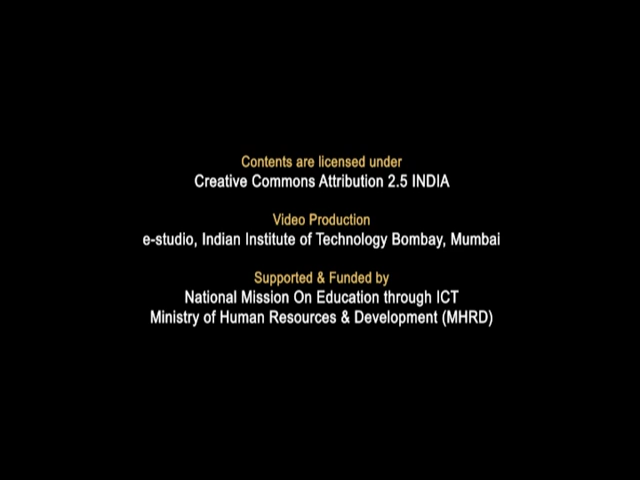 Contents are licensed under
Creative Commons Attribution 2.5 INDIA
Video Production
e-studio, Indian Institute of Technology Bombay, Mumbai
Supported & Funded by
National Mission On Education through ICT
Ministry of Human Resources & Development (MHRD)